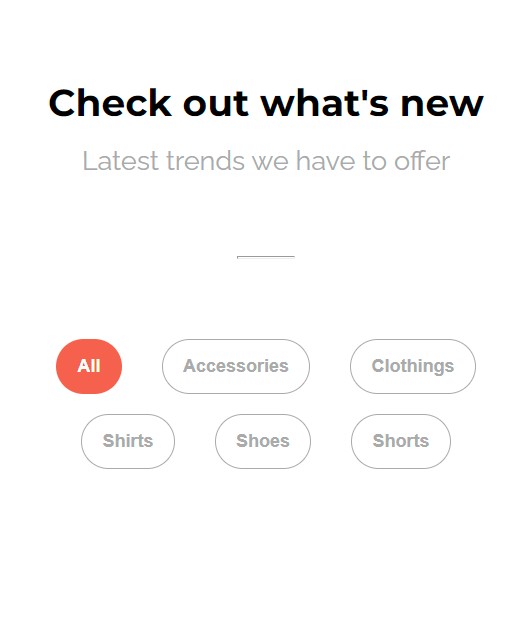 Check out what's new
Latest trends we have to offer
All Accessories Clothings
Shirts Shoes Shorts